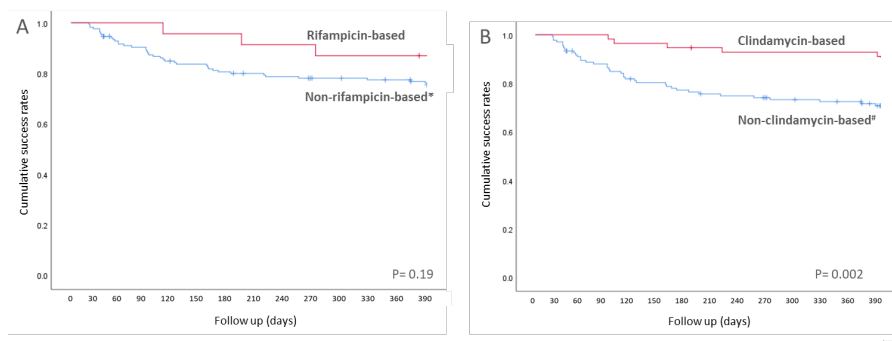 A
Cumulative success rates
1.0
0.8
0.6
0.4
0.2
0.0
Rifampicin-based
Non-rifampicin-based*
P= 0.19
0 30 60 90 120 150 180 210 240 270 300 330 360 390
Follow up (days)
B
Cumulative success rates
1.0
0.8
0.6
0.4
0.2
0.0
Clindamycin-based
Non-clindamycin-based#
P= 0.002
0 30 60 90 120 150 180 210 240 270 300 330 360 390
Follow up (days)